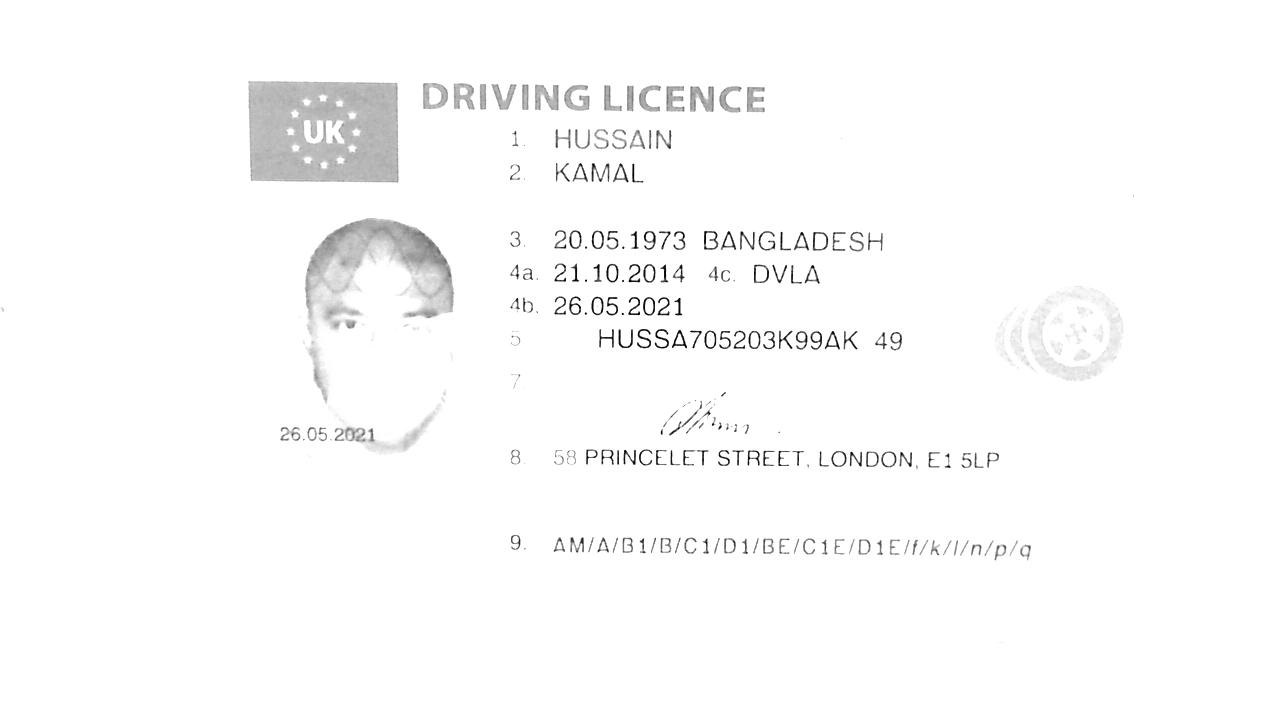 UK
DRIVING LICENCE
1. HUSSAIN
2. KAMAL
3. 20.05.1973 BANGLADESH
4a. 21.10.2014 4c. DVLA
4b. 26.05.2021
5 HUSSA705203K99AK 49
7.
26.05.2021
8. 58 PRINCELET STREET, LONDON, E1 5LP
9. AM/A/B1/B/C1/D1/BE/C1E/D1E/f/k/l/n/p/q